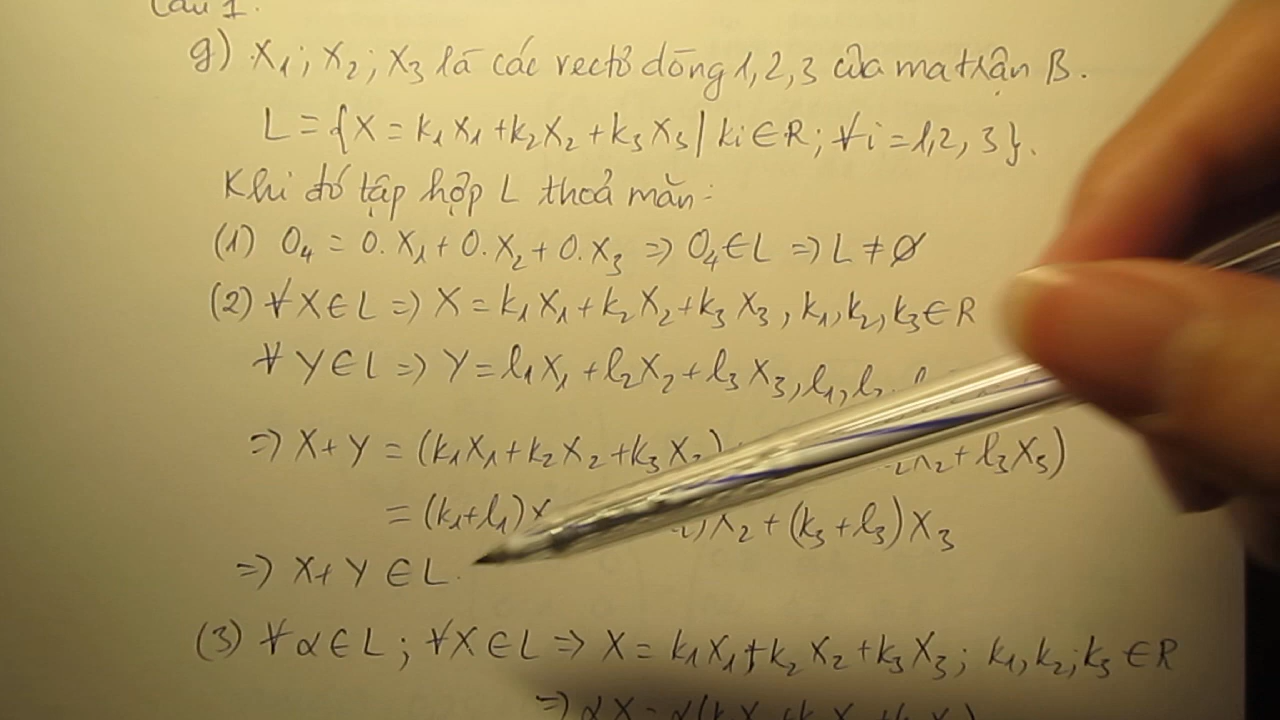 Câu 1.
g) X₁; X₂; X₃ là các vectơ dòng 1, 2, 3 của ma trận B.
L = {X = k₁X₁ + k₂X₂ + k₃X₃ | ki ∈ R; ∀i = 1, 2, 3}.
Khi đó tập hợp L thoả mãn:
(1) O₄ = 0.X₁ + 0.X₂ + 0.X₃ ⇒ O₄ ∈ L ⇒ L ≠ ∅
(2) ∀X ∈ L ⇒ X = k₁X₁ + k₂X₂ + k₃X₃, k₁, k₂, k₃ ∈ R
∀Y ∈ L ⇒ Y = l₁X₁ + l₂X₂ + l₃X₃, l₁, l₂
⇒ X + Y = (k₁X₁ + k₂X₂ + k₃X₃) + l₃X₃)
= (k₁ + l₁)X X₂ + (k₃ + l₃)X₃
⇒ X + Y ∈ L.
(3) ∀α ∈ L; ∀X ∈ L ⇒ X = k₁X₁ + k₂X₂ + k₃X₃; k₁, k₂, k₃ ∈ R
⇒ αX = α(